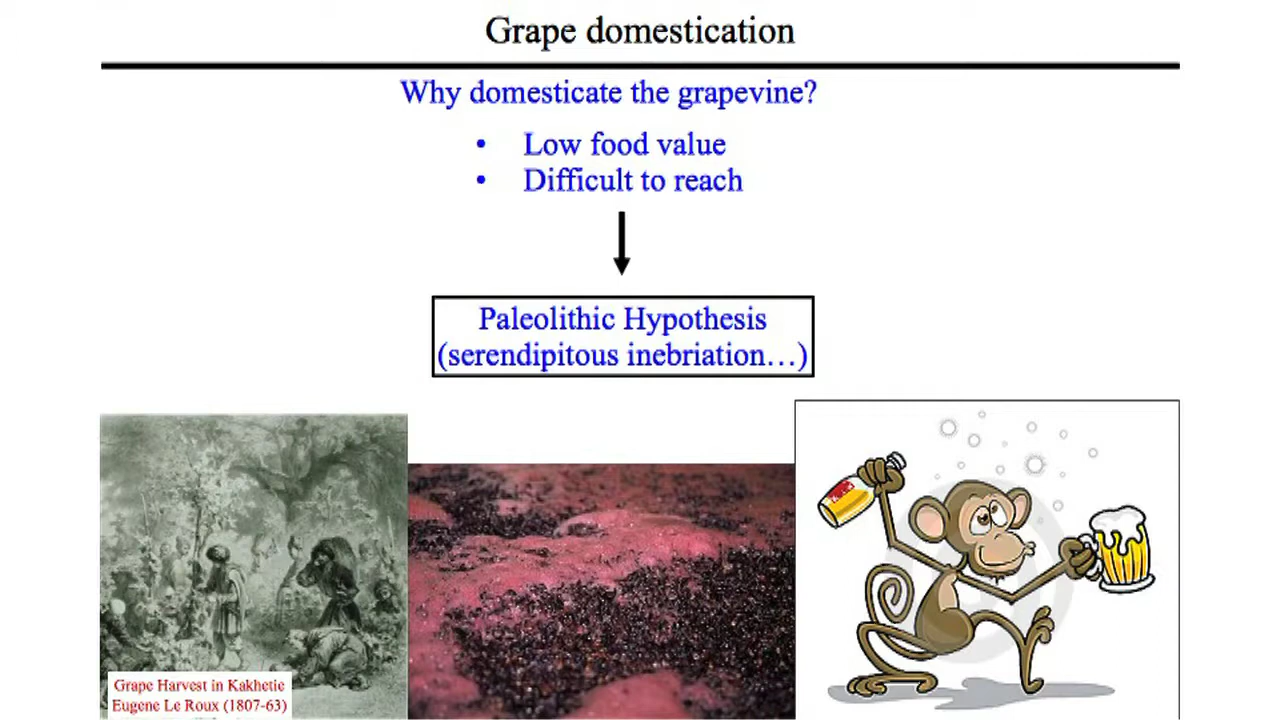 Grape domestication
Why domesticate the grapevine?
• Low food value
• Difficult to reach
Paleolithic Hypothesis
(serendipitous inebriation…)
Grape Harvest in Kakhetie
Eugene Le Roux (1807-63)